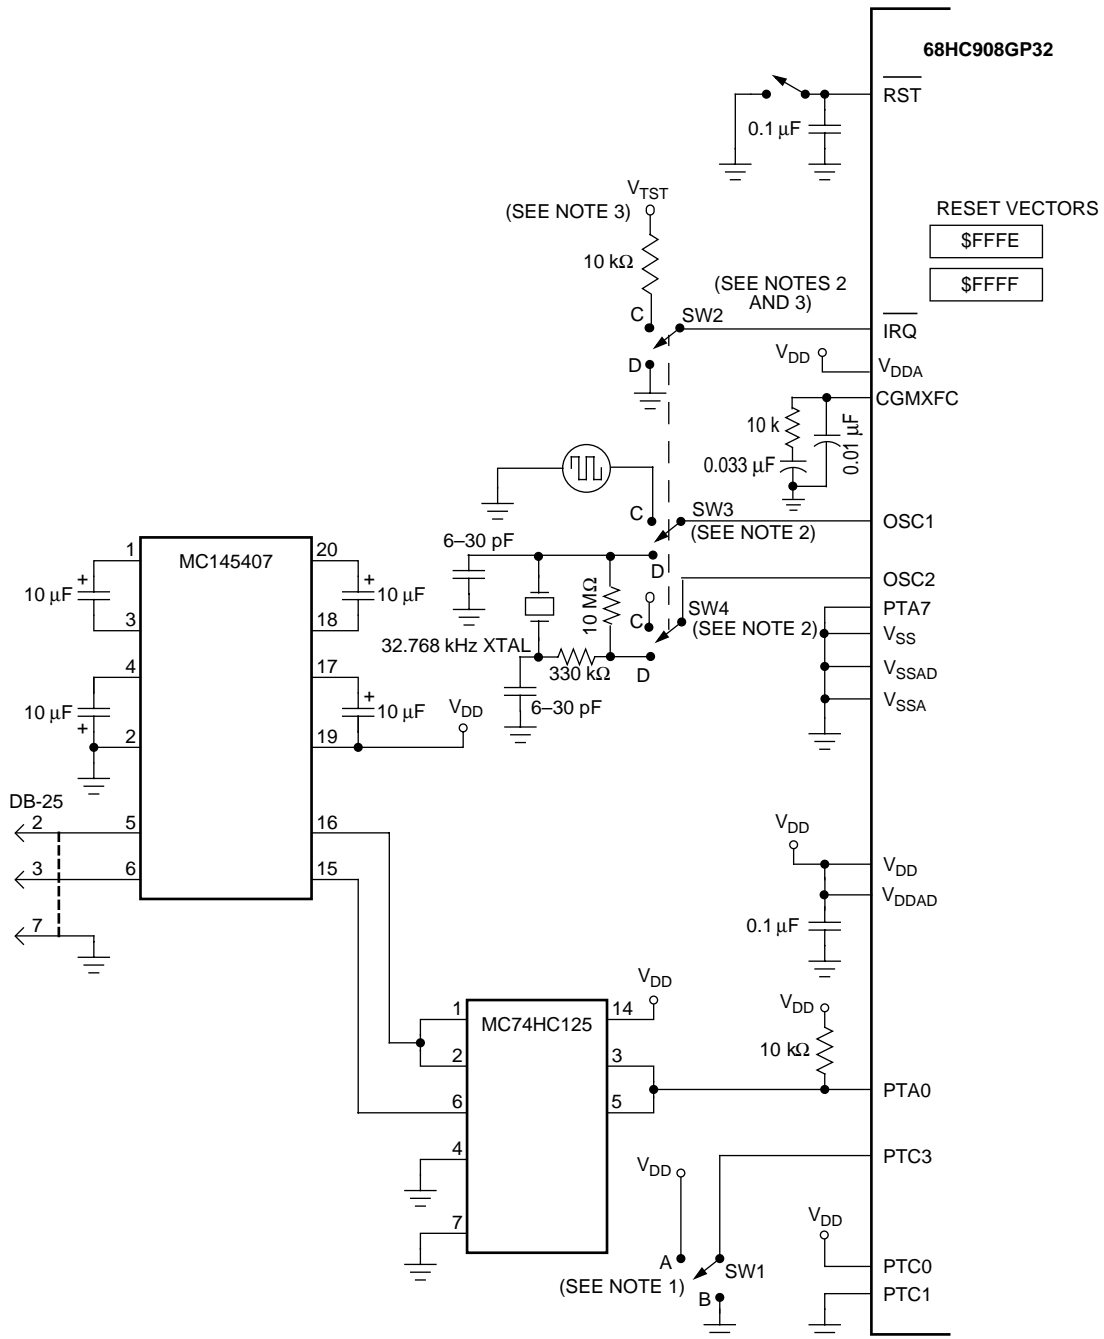 68HC908GP32
RST
0.1 µF
VTST
(SEE NOTE 3)
10 kΩ
RESET VECTORS
$FFFE
$FFFF
(SEE NOTES 2
AND 3)
C
SW2
IRQ
D
VDD
VDDA
CGMXFC
10 k
0.033 µF
0.01 µF
C
SW3
(SEE NOTE 2)
OSC1
6–30 pF
D
OSC2
10 MΩ
C
SW4
(SEE NOTE 2)
32.768 kHz XTAL
330 kΩ
D
6–30 pF
PTA7
VSS
VSSAD
VSSA
MC145407
1
20
10 µF
+
+
10 µF
3
18
4
17
10 µF
+
+
10 µF
VDD
2
19
DB-25
2
5
16
3
6
15
7
VDD
VDD
VDDAD
0.1 µF
VDD
MC74HC125
1
14
2
3
6
5
4
7
VDD
10 kΩ
PTA0
VDD
PTC3
A
SW1
(SEE NOTE 1)
B
VDD
PTC0
PTC1